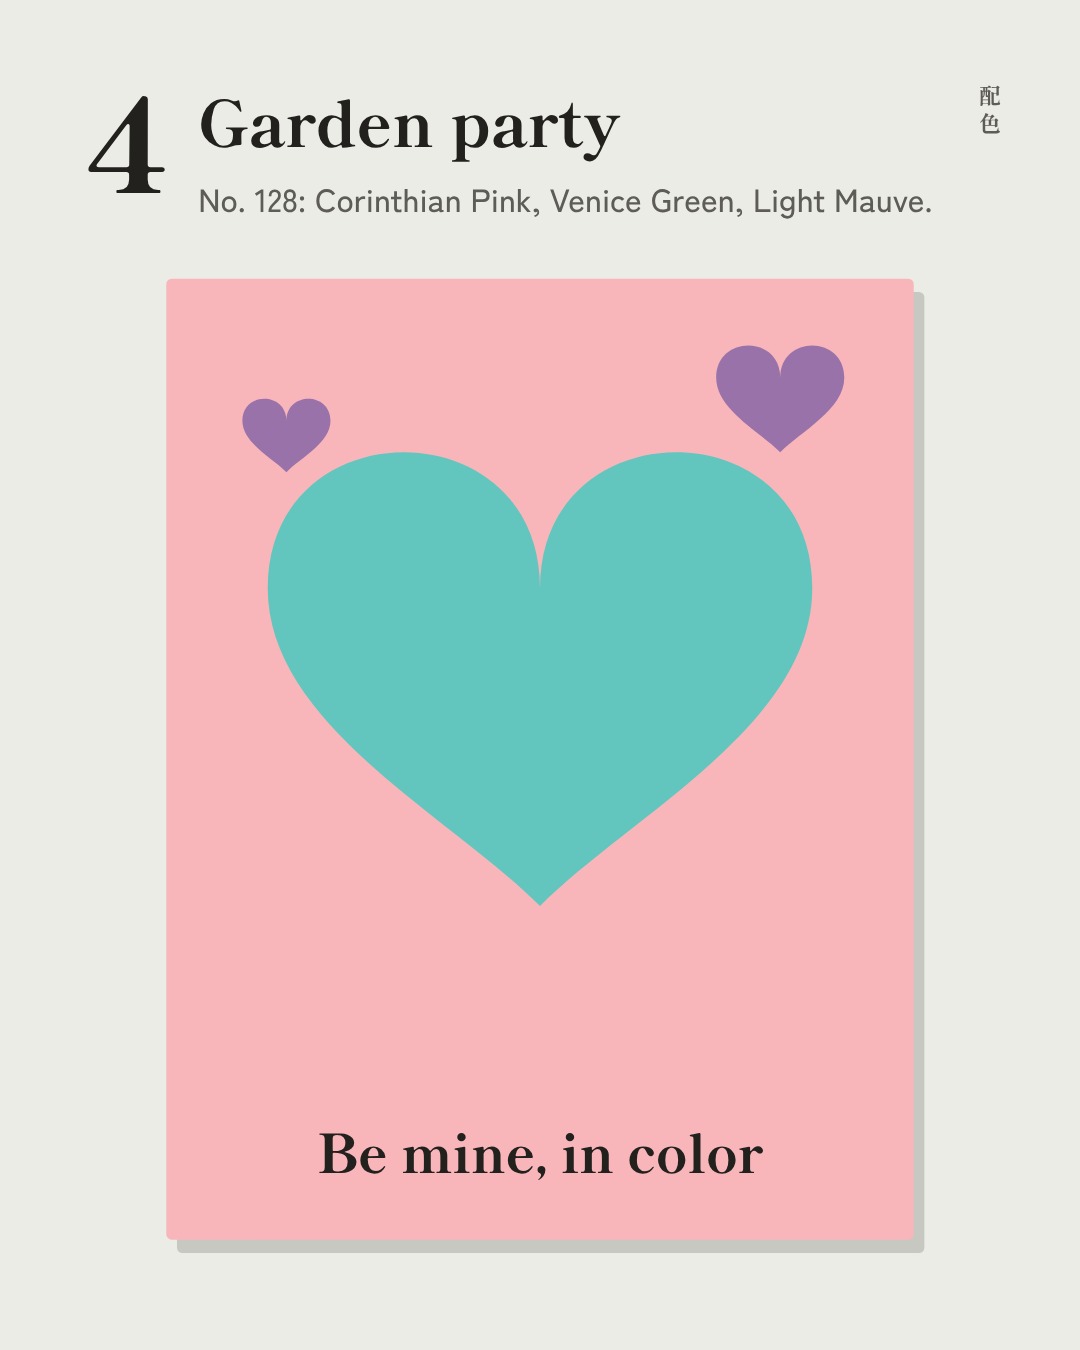 4
Garden party
No. 128: Corinthian Pink, Venice Green, Light Mauve.
配色
Be mine, in color